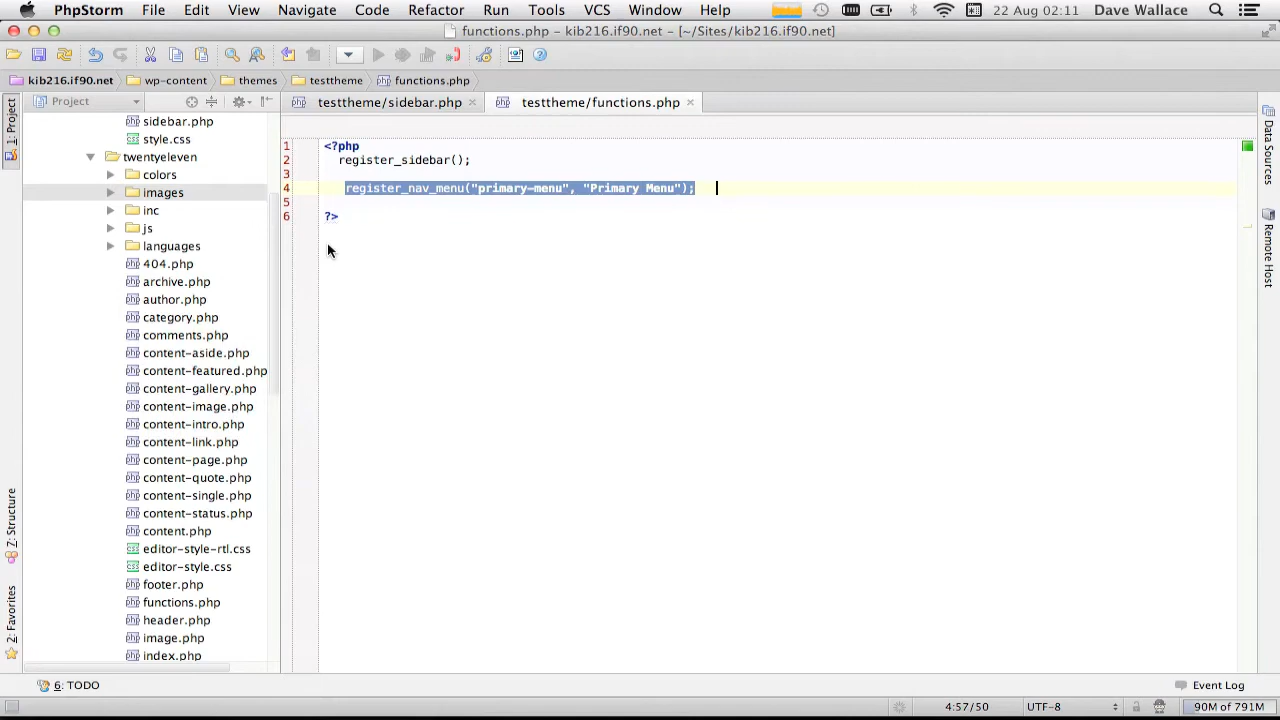 PhpStorm File Edit View Navigate Code Refactor Run Tools VCS Window Help 22 Aug 02:11 Dave Wallace
functions.php – kib216.if90.net – [~/Sites/kib216.if90.net]
kib216.if90.net wp-content themes testtheme functions.php
Project testtheme/sidebar.php testtheme/functions.php
1: Project
Z: Structure
2: Favorites
sidebar.php
style.css
twentyeleven
colors
images
inc
js
languages
404.php
archive.php
author.php
category.php
comments.php
content-aside.php
content-featured.php
content-gallery.php
content-image.php
content-intro.php
content-link.php
content-page.php
content-quote.php
content-single.php
content-status.php
content.php
editor-style-rtl.css
editor-style.css
footer.php
functions.php
header.php
image.php
index.php
1 <?php
2 register_sidebar();
3
4 register_nav_menu("primary-menu", "Primary Menu");
5
6 ?>
Data Sources
Remote Host
6: TODO Event Log
4:57/50 UTF-8 90M of 791M